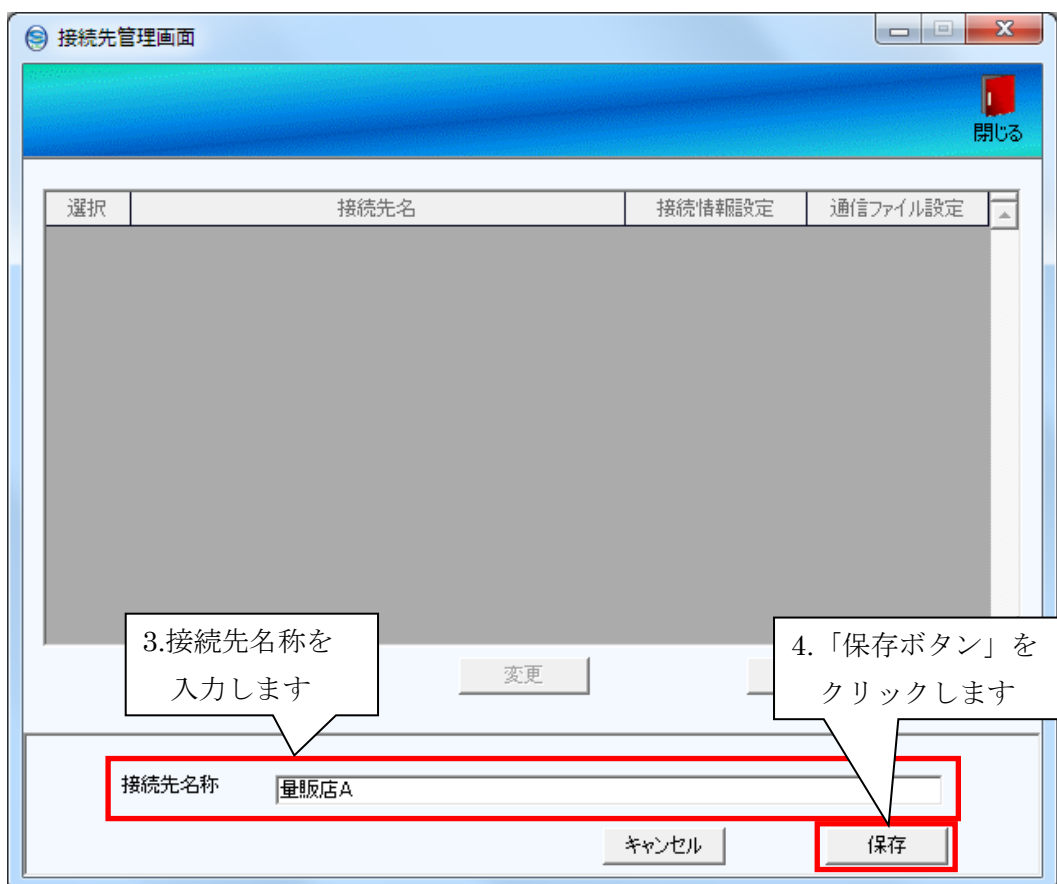 接続先管理画面
閉じる
選択 接続先名 接続情報設定 通信ファイル設定
3.接続先名称を
入力します
変更
4.「保存ボタン」を
クリックします
接続先名称 量販店A
キャンセル 保存